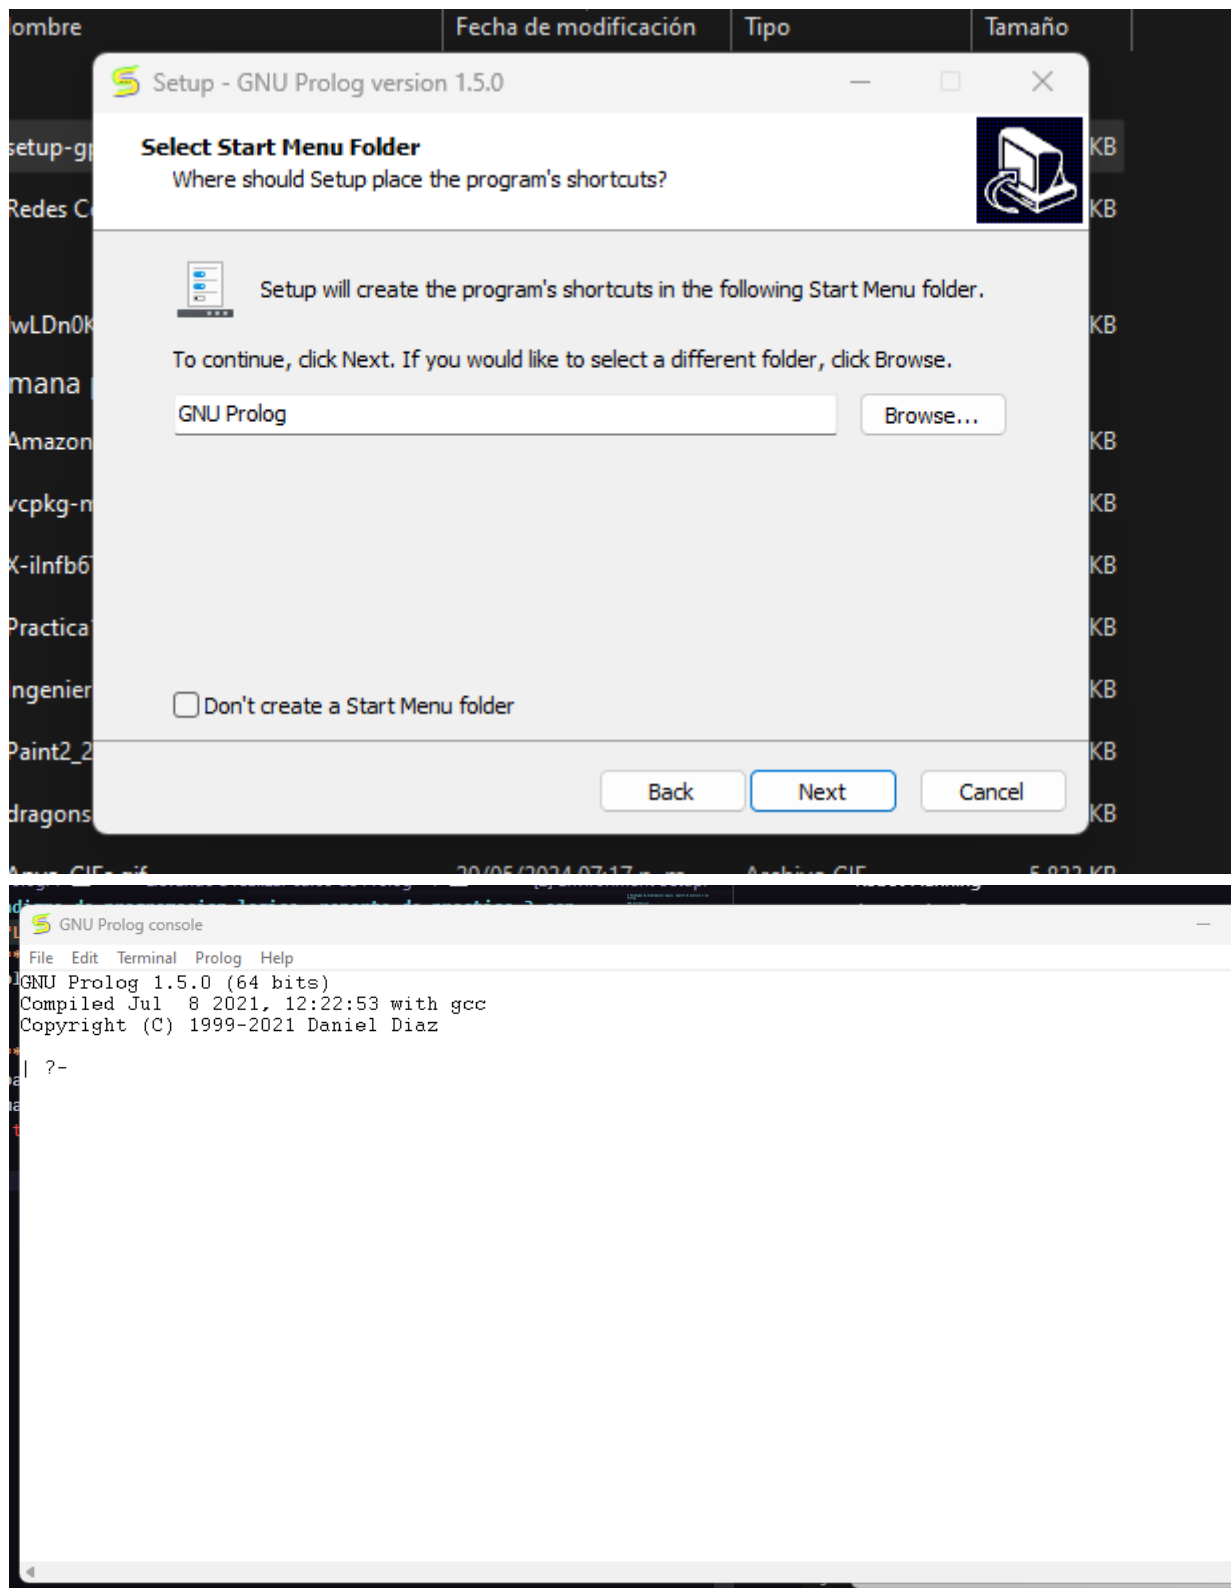 Fecha de modificación Tipo Tamaño
Setup - GNU Prolog version 1.5.0
Select Start Menu Folder
Where should Setup place the program's shortcuts?
KB
Redes
KB
Setup will create the program's shortcuts in the following Start Menu folder.
KB
To continue, click Next. If you would like to select a different folder, click Browse.
GNU Prolog
Browse...
Amazon
KB
KB
KB
Practica
KB
Don't create a Start Menu folder
KB
Paint2_2
KB
Back Next Cancel
dragons
KB
GNU Prolog console
File Edit Terminal Prolog Help
GNU Prolog 1.5.0 (64 bits)
Compiled Jul  8 2021, 12:22:53 with gcc
Copyright (C) 1999-2021 Daniel Diaz
| ?-